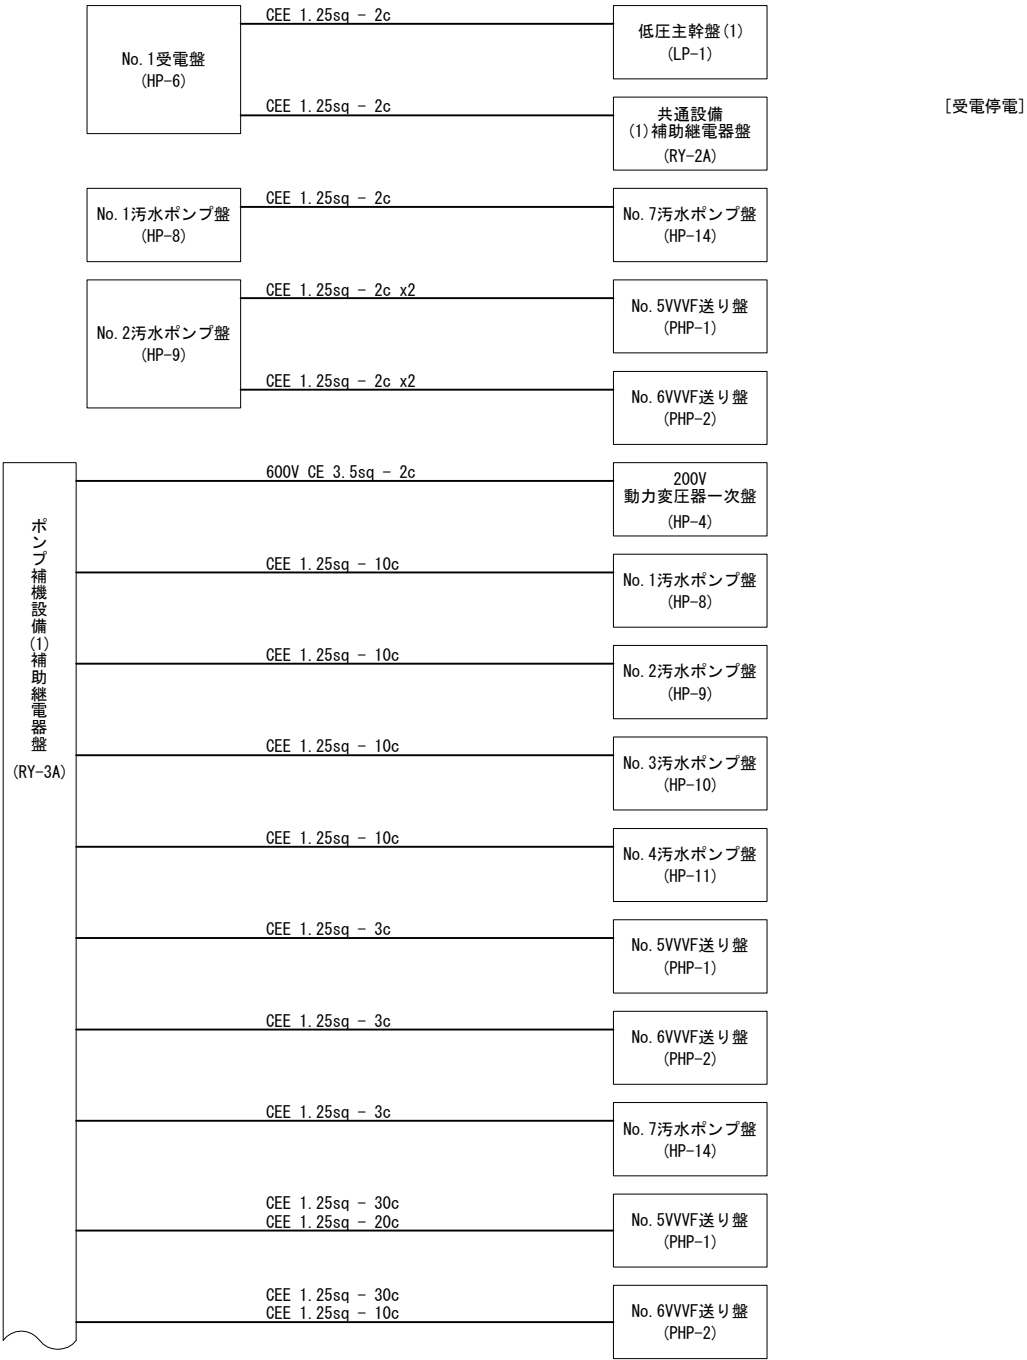 CEE 1.25sq - 2c
No.1受電盤
(HP-6)
低圧主幹盤(1)
(LP-1)
CEE 1.25sq - 2c
共通設備
(1)補助継電器盤
(RY-2A)
[受電停電]
No.1汚水ポンプ盤
(HP-8)
CEE 1.25sq - 2c
No.7汚水ポンプ盤
(HP-14)
No.2汚水ポンプ盤
(HP-9)
CEE 1.25sq - 2c x2
No.5VVVF送り盤
(PHP-1)
CEE 1.25sq - 2c x2
No.6VVVF送り盤
(PHP-2)
ポンプ補機設備(1)補助継電器盤
(RY-3A)
600V CE 3.5sq - 2c
200V
動力変圧器一次盤
(HP-4)
CEE 1.25sq - 10c
No.1汚水ポンプ盤
(HP-8)
CEE 1.25sq - 10c
No.2汚水ポンプ盤
(HP-9)
CEE 1.25sq - 10c
No.3汚水ポンプ盤
(HP-10)
CEE 1.25sq - 10c
No.4汚水ポンプ盤
(HP-11)
CEE 1.25sq - 3c
No.5VVVF送り盤
(PHP-1)
CEE 1.25sq - 3c
No.6VVVF送り盤
(PHP-2)
CEE 1.25sq - 3c
No.7汚水ポンプ盤
(HP-14)
CEE 1.25sq - 30c
CEE 1.25sq - 20c
No.5VVVF送り盤
(PHP-1)
CEE 1.25sq - 30c
CEE 1.25sq - 10c
No.6VVVF送り盤
(PHP-2)